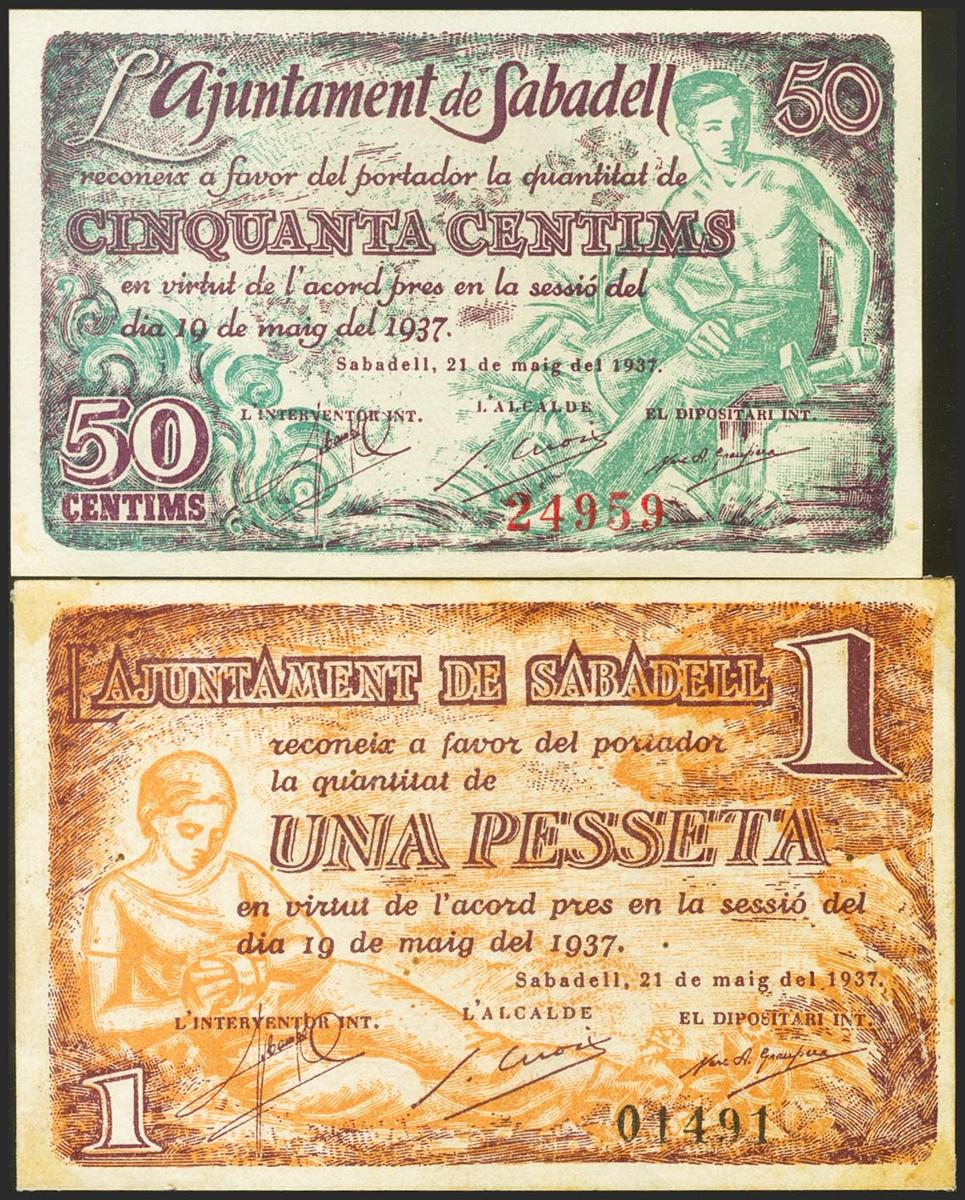 L'Ajuntament de Sabadell
50
reconeix a favor del portador la quantitat de
CINQUANTA CENTIMS
en virtut de l'acord pres en la sessió del
dia 19 de maig del 1937.
Sabadell, 21 de maig del 1937.
L'INTERVENTOR INT.
L'ALCALDE
EL DIPOSITARI INT.
50
CENTIMS
24959
L'AJUNTAMENT DE SABADELL
1
reconeix a favor del portador
la quantitat de
UNA PESSETA
en virtut de l'acord pres en la sessió del
dia 19 de maig del 1937.
Sabadell, 21 de maig del 1937.
L'INTERVENTOR INT.
L'ALCALDE
EL DIPOSITARI INT.
1
01491